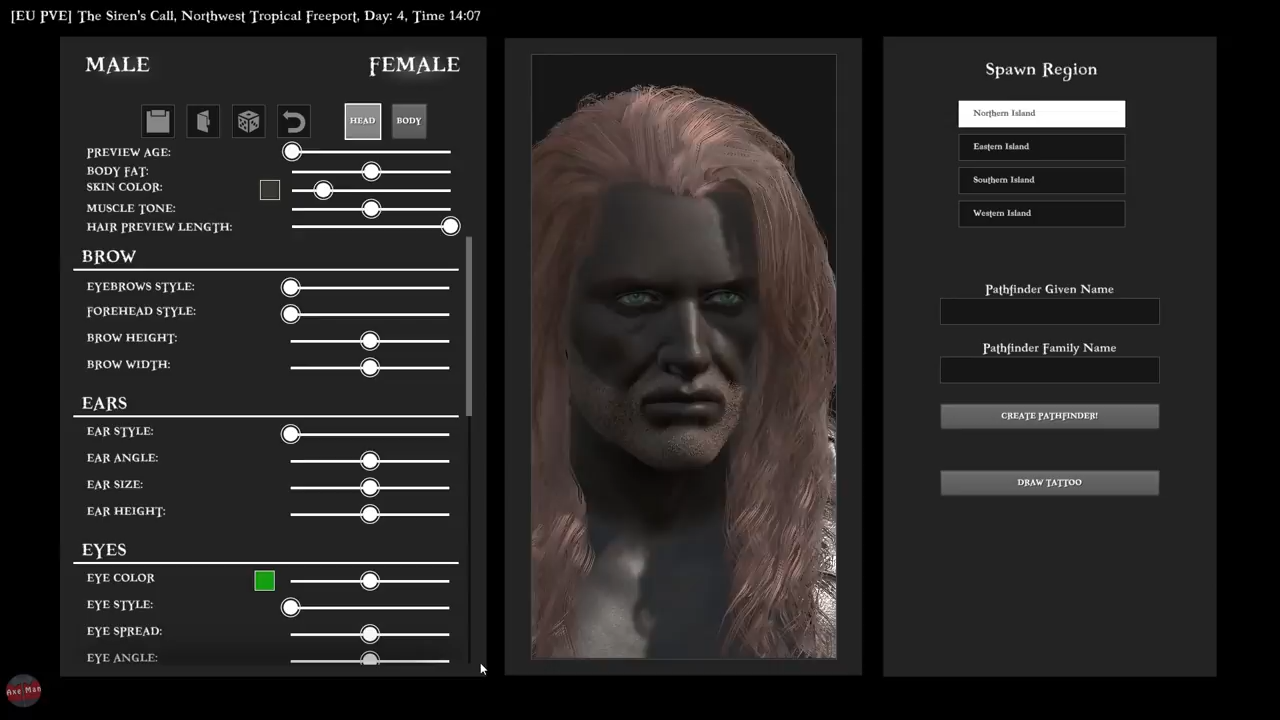 [EU PVE] The Siren's Call, Northwest Tropical Freeport, Day: 4, Time 14:07
MALE
FEMALE
HEAD
BODY
PREVIEW AGE:
BODY FAT:
SKIN COLOR:
MUSCLE TONE:
HAIR PREVIEW LENGTH:
BROW
EYEBROWS STYLE:
FOREHEAD STYLE:
BROW HEIGHT:
BROW WIDTH:
EARS
EAR STYLE:
EAR ANGLE:
EAR SIZE:
EAR HEIGHT:
EYES
EYE COLOR
EYE STYLE:
EYE SPREAD:
EYE ANGLE:
Axe Man
Spawn Region
Northern Island
Eastern Island
Southern Island
Western Island
Pathfinder Given Name
Pathfinder Family Name
CREATE PATHFINDER!
DRAW TATTOO